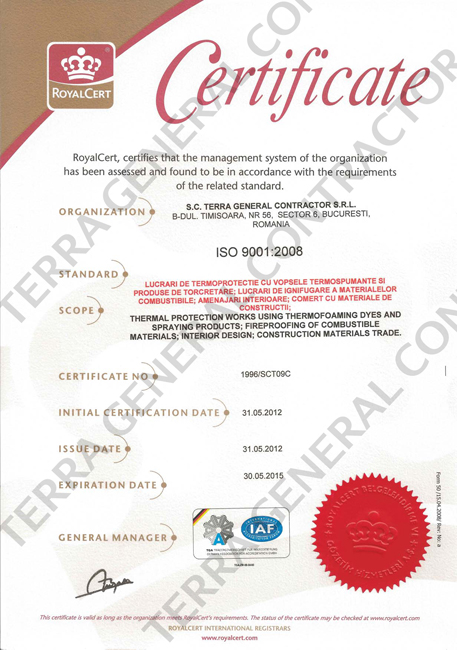 ROYALCERT
Certificate
RoyalCert, certifies that the management system of the organization
has been assessed and found to be in accordance with the requirements
of the related standard.
ORGANIZATION
S.C. TERRA GENERAL CONTRACTOR S.R.L.
B-DUL. TIMISOARA, NR 56, SECTOR 6, BUCURESTI,
ROMANIA
ISO 9001:2008
STANDARD
LUCRARI DE TERMOPROTECTIE CU VOPSELE TERMOSPUMANTE SI
PRODUSE DE TORCRETARE; LUCRARI DE IGNIFUGARE A MATERIALELOR
COMBUSTIBILE; AMENAJARI INTERIOARE; COMERT CU MATERIALE DE
CONSTRUCTII;
SCOPE
THERMAL PROTECTION WORKS USING THERMOFOAMING DYES AND
SPRAYING PRODUCTS; FIREPROOFING OF COMBUSTIBLE
MATERIALS; INTERIOR DESIGN; CONSTRUCTION MATERIALS TRADE.
CERTIFICATE NO
1996/SCT09C
INITIAL CERTIFICATION DATE
31.05.2012
ISSUE DATE
31.05.2012
EXPIRATION DATE
30.05.2015
GENERAL MANAGER
IAF
Form 50 /15.04.2008/ Rev. No. a
This certificate is valid as long as the organization meets RoyalCert's requirements. The status of the certificate may be checked at www.royalcert.com
ROYALCERT INTERNATIONAL REGISTRARS
www.royalcert.com
TERRA GENERAL CONTRACTOR